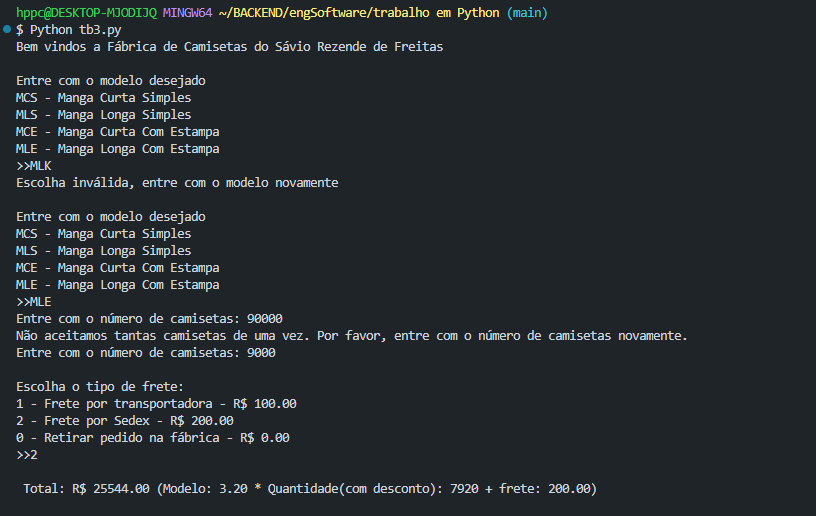 hppc@DESKTOP-MJODIJQ MINGW64 ~/BACKEND/engSoftware/trabalho em Python (main)
$ Python tb3.py
Bem vindos a Fábrica de Camisetas do Sávio Rezende de Freitas
Entre com o modelo desejado
MCS - Manga Curta Simples
MLS - Manga Longa Simples
MCE - Manga Curta Com Estampa
MLE - Manga Longa Com Estampa
>>MLK
Escolha inválida, entre com o modelo novamente
Entre com o modelo desejado
MCS - Manga Curta Simples
MLS - Manga Longa Simples
MCE - Manga Curta Com Estampa
MLE - Manga Longa Com Estampa
>>MLE
Entre com o número de camisetas: 90000
Não aceitamos tantas camisetas de uma vez. Por favor, entre com o número de camisetas novamente.
Entre com o número de camisetas: 9000
Escolha o tipo de frete:
1 - Frete por transportadora - R$ 100.00
2 - Frete por Sedex - R$ 200.00
0 - Retirar pedido na fábrica - R$ 0.00
>>2
Total: R$ 25544.00 (Modelo: 3.20 * Quantidade(com desconto): 7920 + frete: 200.00)